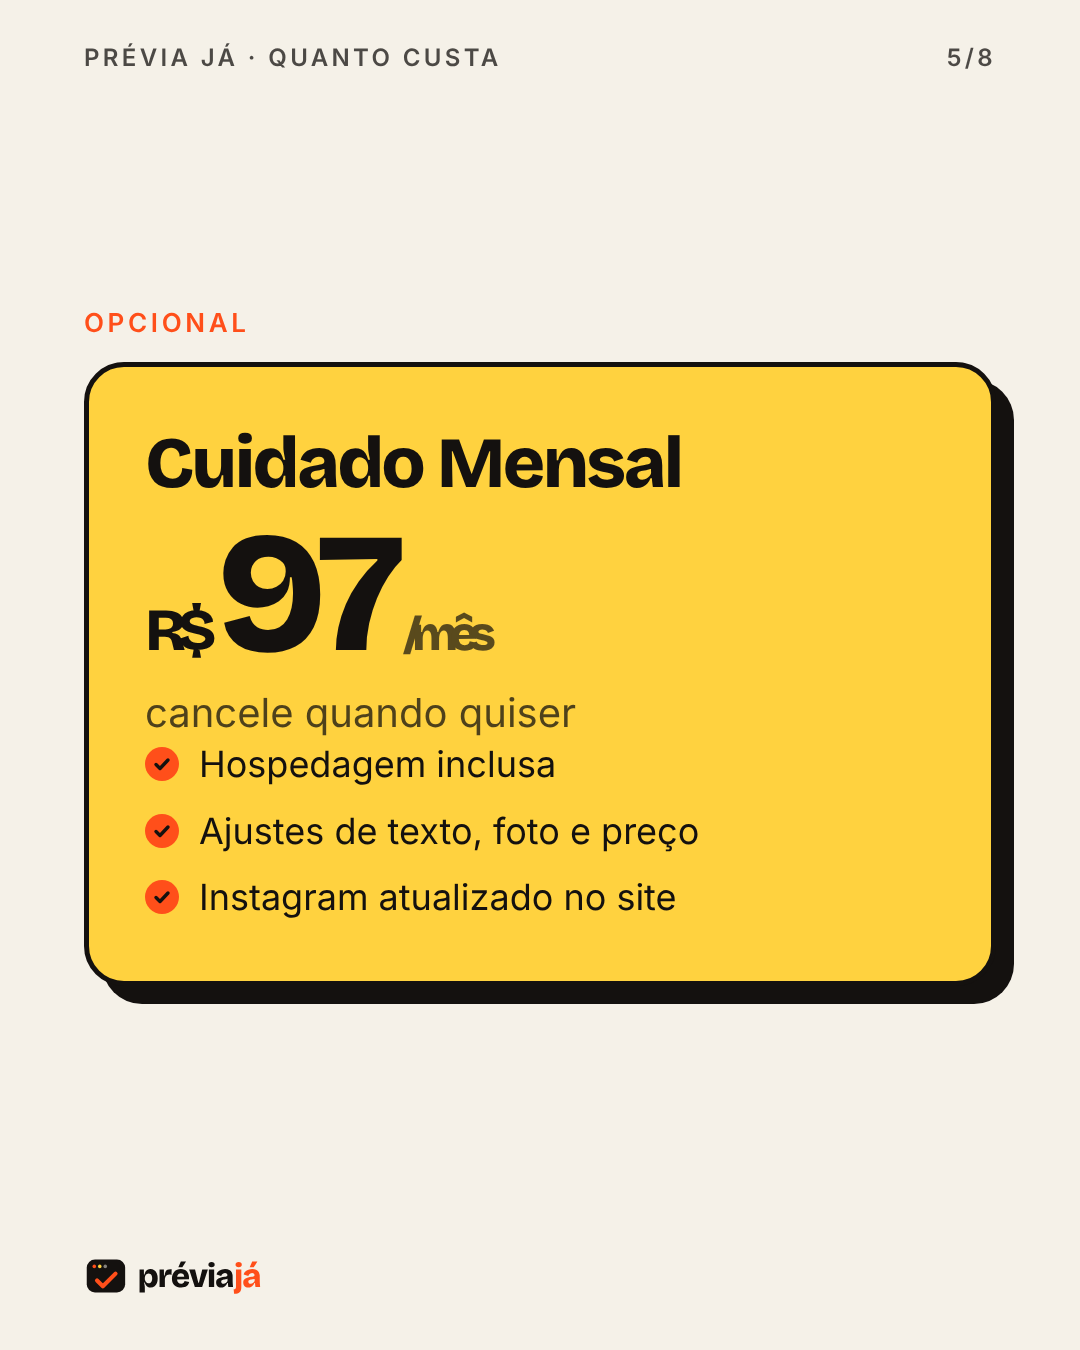 PRÉVIA JÁ · QUANTO CUSTA
5/8
OPCIONAL
Cuidado Mensal
R$97/mês
cancele quando quiser
Hospedagem inclusa
Ajustes de texto, foto e preço
Instagram atualizado no site
préviajá